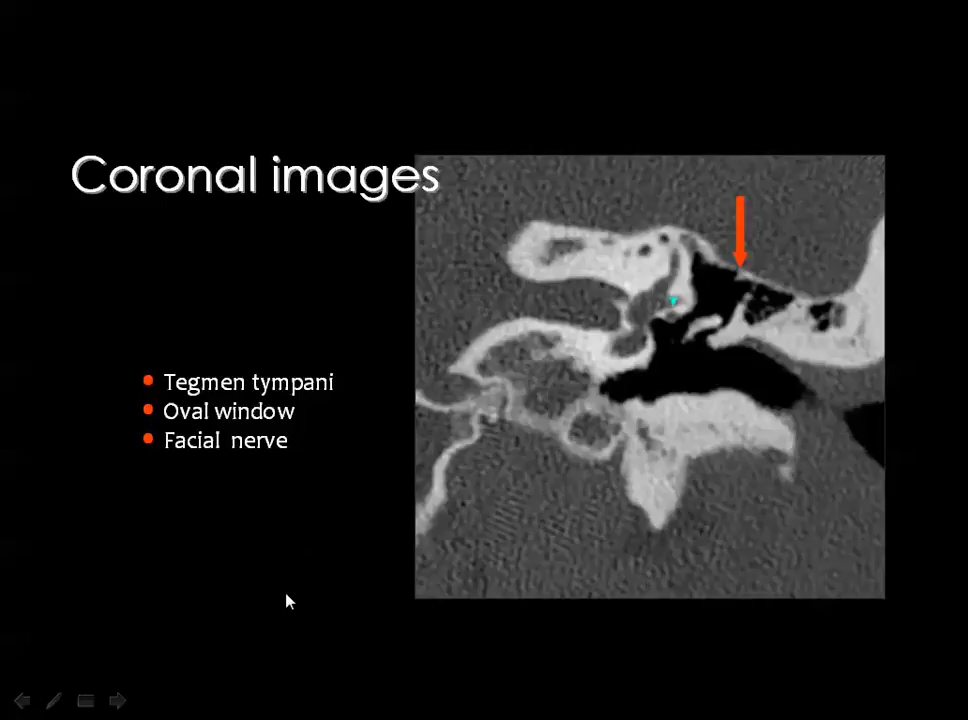 Coronal images
Tegmen tympani
Oval window
Facial nerve